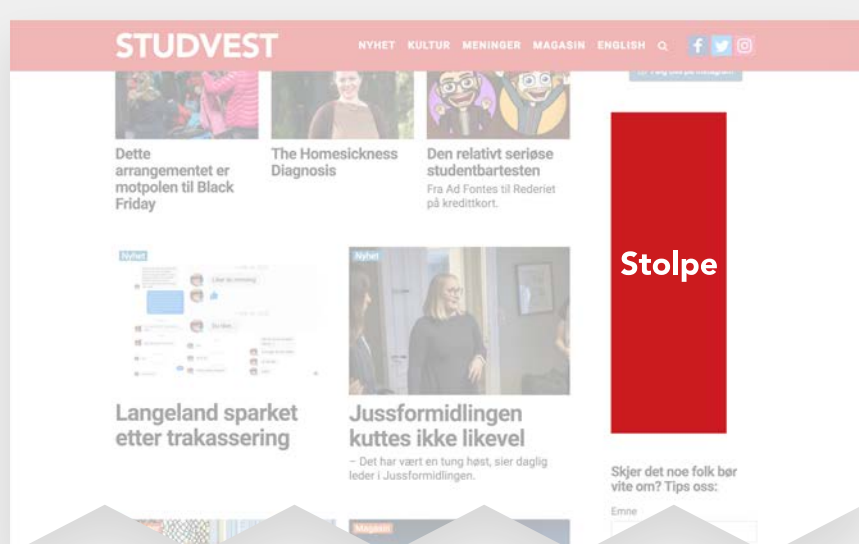 STUDVEST
NYHET KULTUR MENINGER MAGASIN ENGLISH
Dette
arrangementet er
motpolen til Black
Friday
The Homesickness
Diagnosis
Den relativt seriøse
studentbartesten
Fra Ad Fontes til Rederiet
på kredittkort.
Stolpe
Nyhet
Langeland sparket
etter trakassering
Nyhet
Jussformidlingen
kuttes ikke likevel
– Det har vært en tung høst, sier daglig
leder i Jussformidlingen.
Skjer det noe folk bør
vite om? Tips oss:
Emne
Magasin